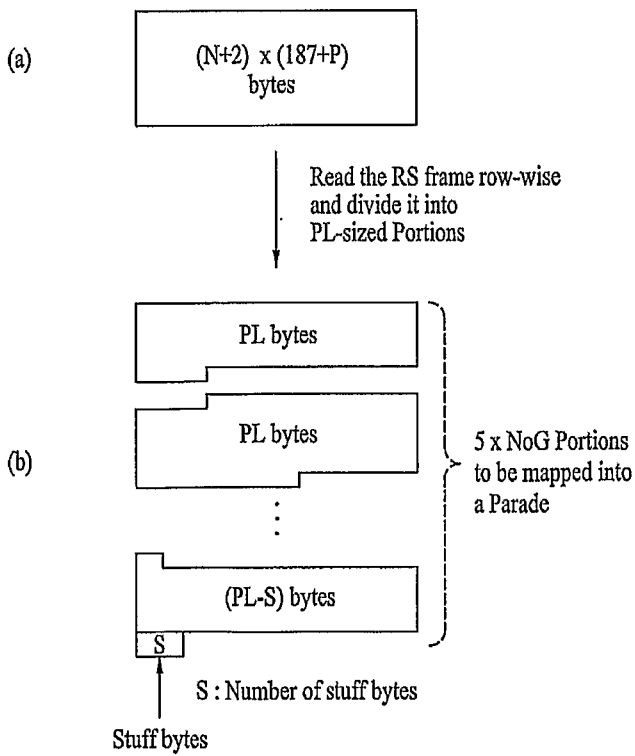 (a)
(N+2) x (187+P)
bytes
Read the RS frame row-wise
and divide it into
PL-sized Portions
PL bytes
PL bytes
(b)
5 x NoG Portions
to be mapped into
a Parade
(PL-S) bytes
S
S : Number of stuff bytes
Stuff bytes